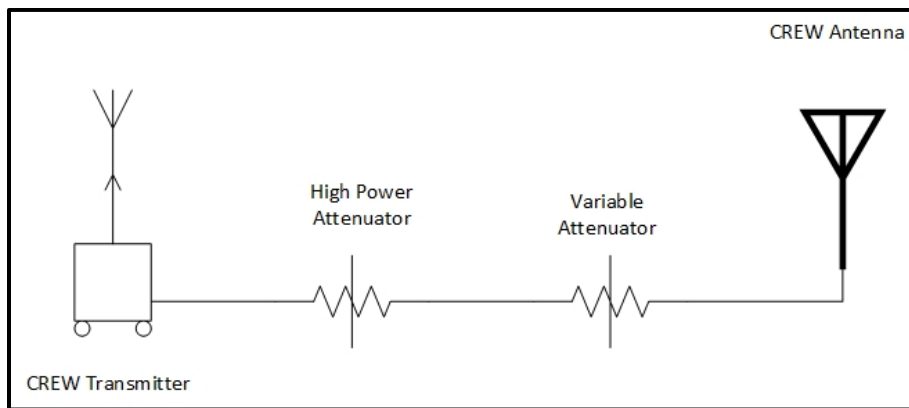 CREW Antenna
High Power
Attenuator
Variable
Attenuator
CREW Transmitter